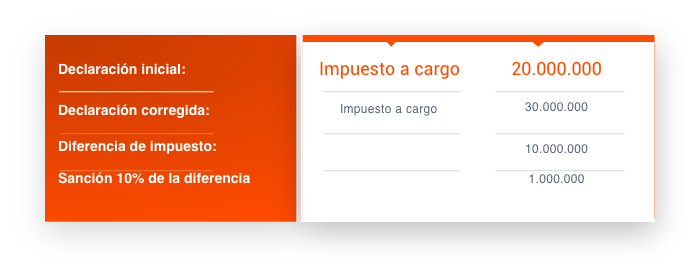 Declaración inicial: Impuesto a cargo 20.000.000
Declaración corregida: Impuesto a cargo 30.000.000
Diferencia de impuesto: 10.000.000
Sanción 10% de la diferencia 1.000.000